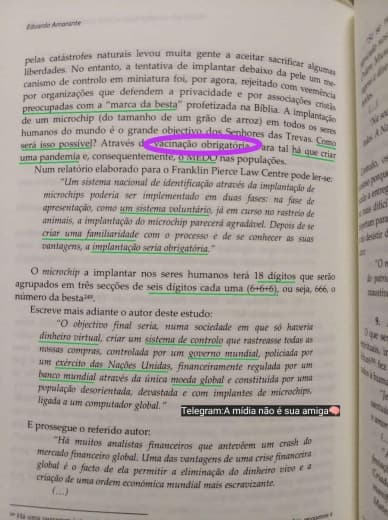 Eduardo Amarante
pelas catástrofes naturais levou muita gente a aceitar sacrificar algumas
liberdades. No entanto, a tentativa de implantar debaixo da pele um me-
canismo de controlo em miniatura foi, por agora, rejeitado com veemência
por organizações que defendem a privacidade e por associações cristãs
preocupadas com a "marca da besta" profetizada na Bíblia. A implantação
de um microchip (do tamanho de um grão de arroz) em todos os seres
humanos do mundo é o grande objectivo dos Senhores das Trevas. Como
será isso possível? Através da vacinação obrigatória. Para tal há que criar
uma pandemia e, consequentemente, o MEDO nas populações.
Num relatório elaborado para o Franklin Pierce Law Centre pode ler-se:
"Um sistema nacional de identificação através da implantação de
microchips poderia ser implementado em duas fases: na fase de
apresentação, como um sistema voluntário, já em curso no rastreio de
animais, a implantação do microchip parecerá agradável. Depois de se
criar uma familiaridade com o processo e de se conhecer as suas
vantagens, a implantação seria obrigatória."
O microchip a implantar nos seres humanos terá 18 dígitos que serão
agrupados em três secções de seis dígitos cada uma (6+6+6), ou seja, 666, o
número da besta
Escreve mais adiante o autor deste estudo:
"O objectivo final seria, numa sociedade em que só haveria
dinheiro virtual, criar um sistema de controlo que rastreasse todas as
nossas compras, controlada por um governo mundial, policiada por
um exército das Nações Unidas, financeiramente regulada por um
banco mundial através da única moeda global e constituída por uma
população desorientada, devastada e com implantes de microchips,
ligada a um computador global."
Telegram:A mídia não é sua amiga🧠
E prossegue o referido autor:
"Há muitos analistas financeiros que antevêem um crash do
mercado financeiro global. Uma das vantagens de uma crise financeira
global é o facto de ela permitir a eliminação do dinheiro vivo e a
criação de uma ordem económica mundial mais escravizante.
(...)